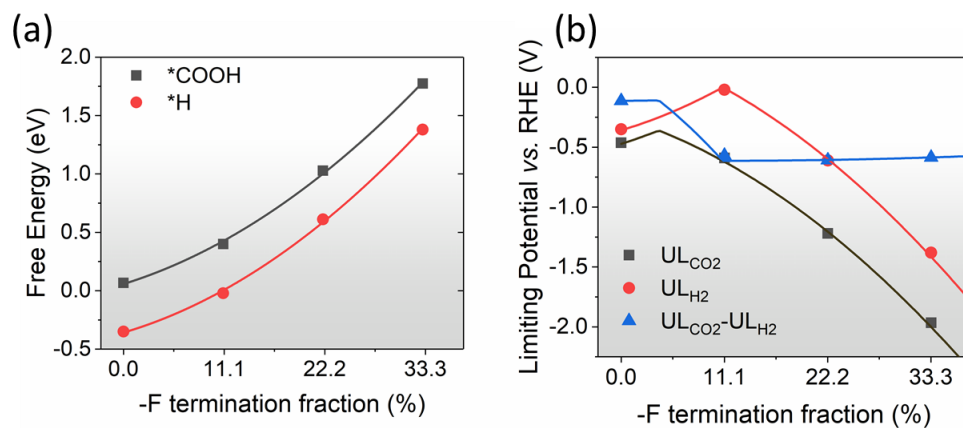 (a)
*COOH
*H
Free Energy (eV)
2.0
1.5
1.0
0.5
0.0
-0.5
0.0 11.1 22.2 33.3
-F termination fraction (%)
(b)
Limiting Potential vs. RHE (V)
0.0
-0.5
-1.0
-1.5
-2.0
UL_CO2
UL_H2
UL_CO2-UL_H2
0.0 11.1 22.2 33.3
-F termination fraction (%)